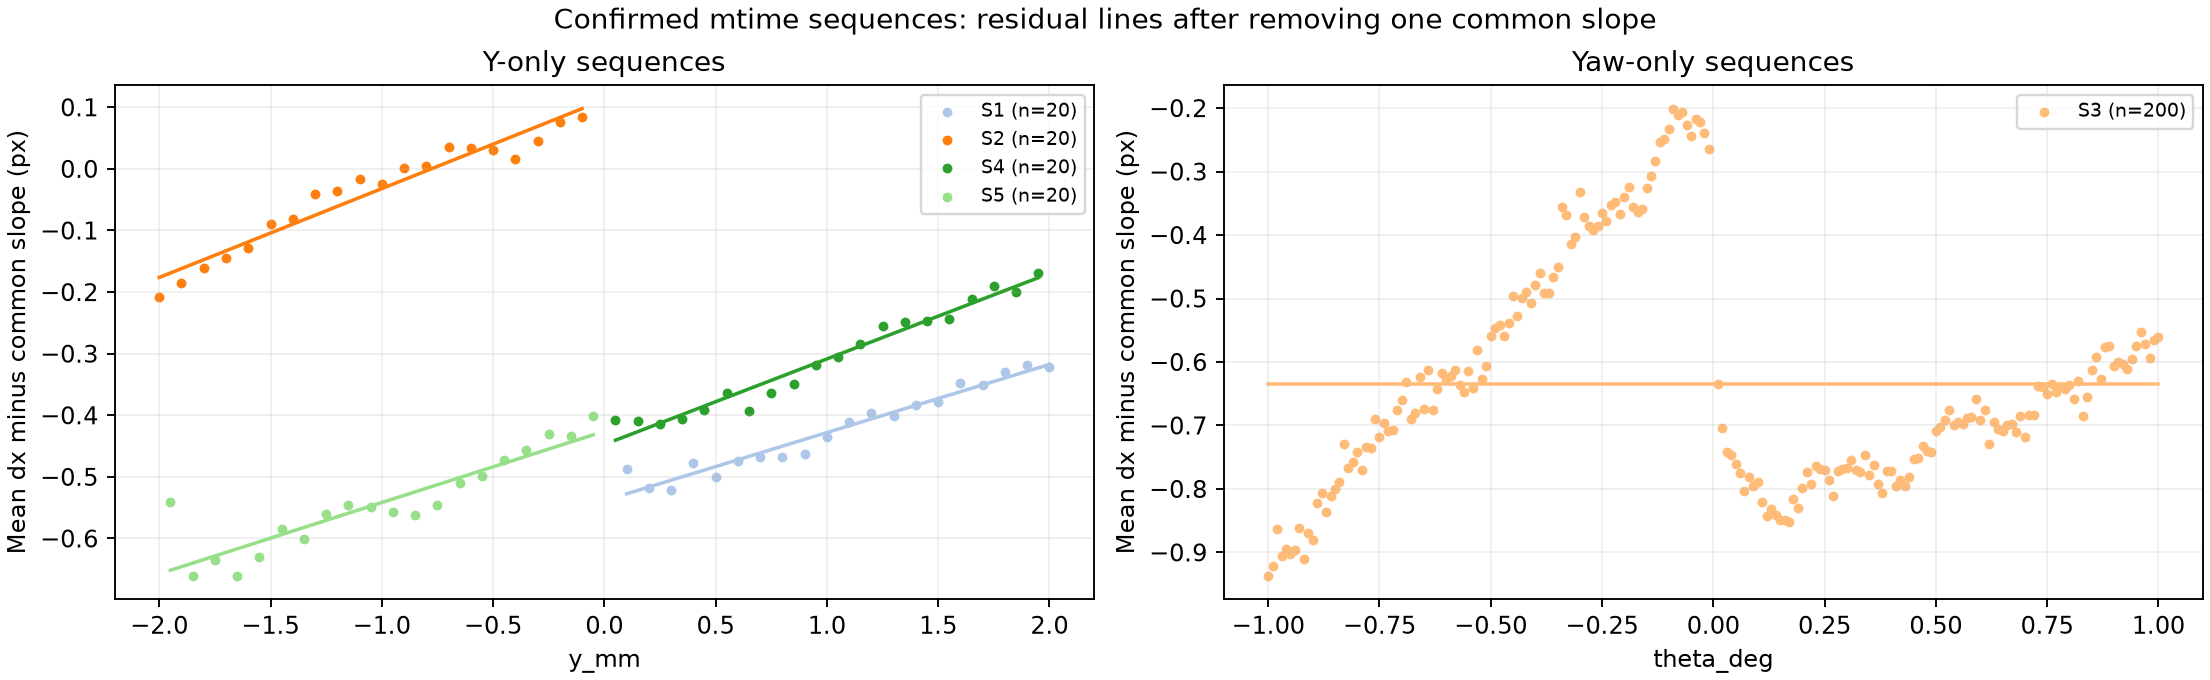 Confirmed mtime sequences: residual lines after removing one common slope
Y-only sequences
Mean dx minus common slope (px)
0.1
0.0
−0.1
−0.2
−0.3
−0.4
−0.5
−0.6
−2.0
−1.5
−1.0
−0.5
0.0
0.5
1.0
1.5
2.0
y_mm
S1 (n=20)
S2 (n=20)
S4 (n=20)
S5 (n=20)
Yaw-only sequences
Mean dx minus common slope (px)
−0.2
−0.3
−0.4
−0.5
−0.6
−0.7
−0.8
−0.9
−1.00
−0.75
−0.50
−0.25
0.00
0.25
0.50
0.75
1.00
theta_deg
S3 (n=200)